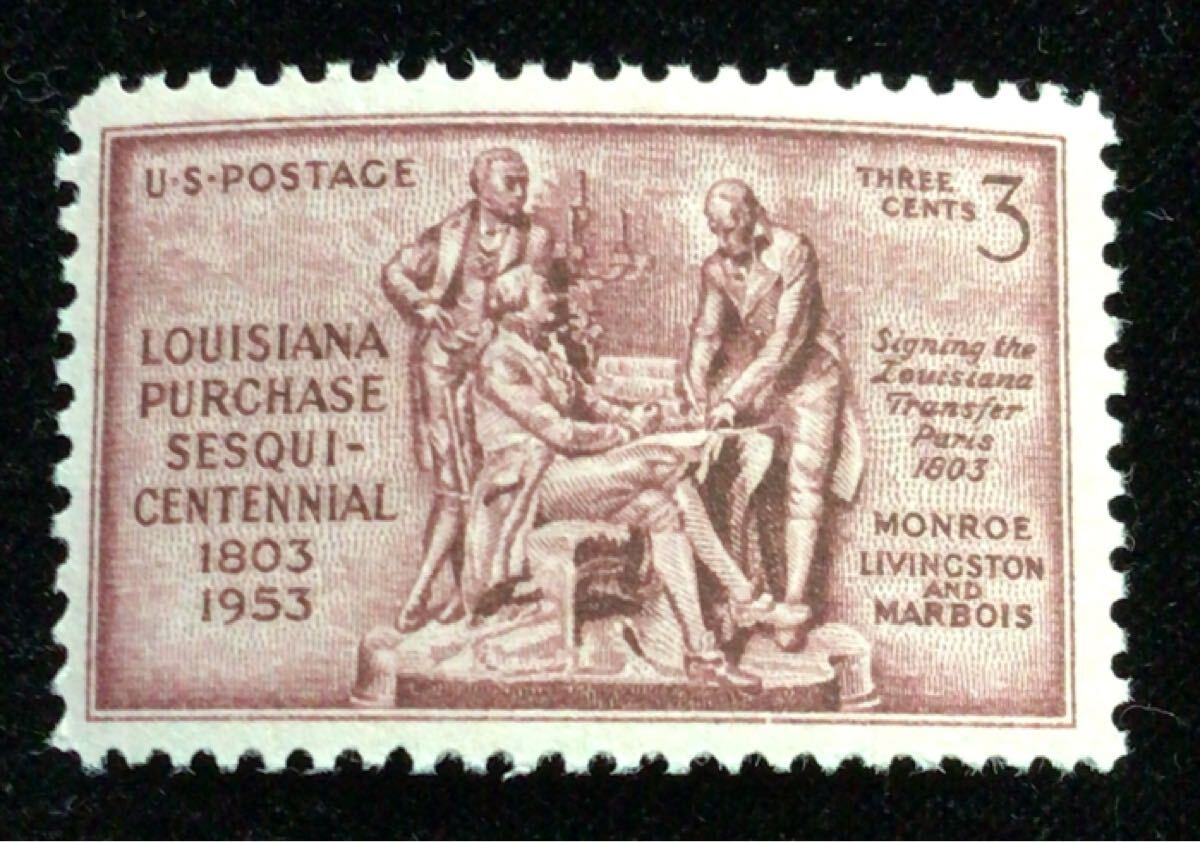 U·S·POSTAGE
THREE
CENTS 3
LOUISIANA
PURCHASE
SESQUI-
CENTENNIAL
1803
1953
Signing the
Louisiana
Transfer
Paris
1803
MONROE
LIVINGSTON
AND
MARBOIS